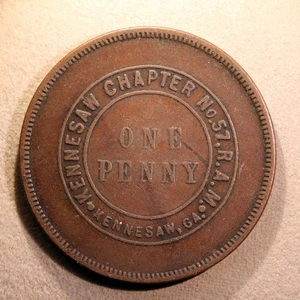 KENNESAW CHAPTER No. 57, R.A.M.
ONE
PENNY
KENNESAW, GA.